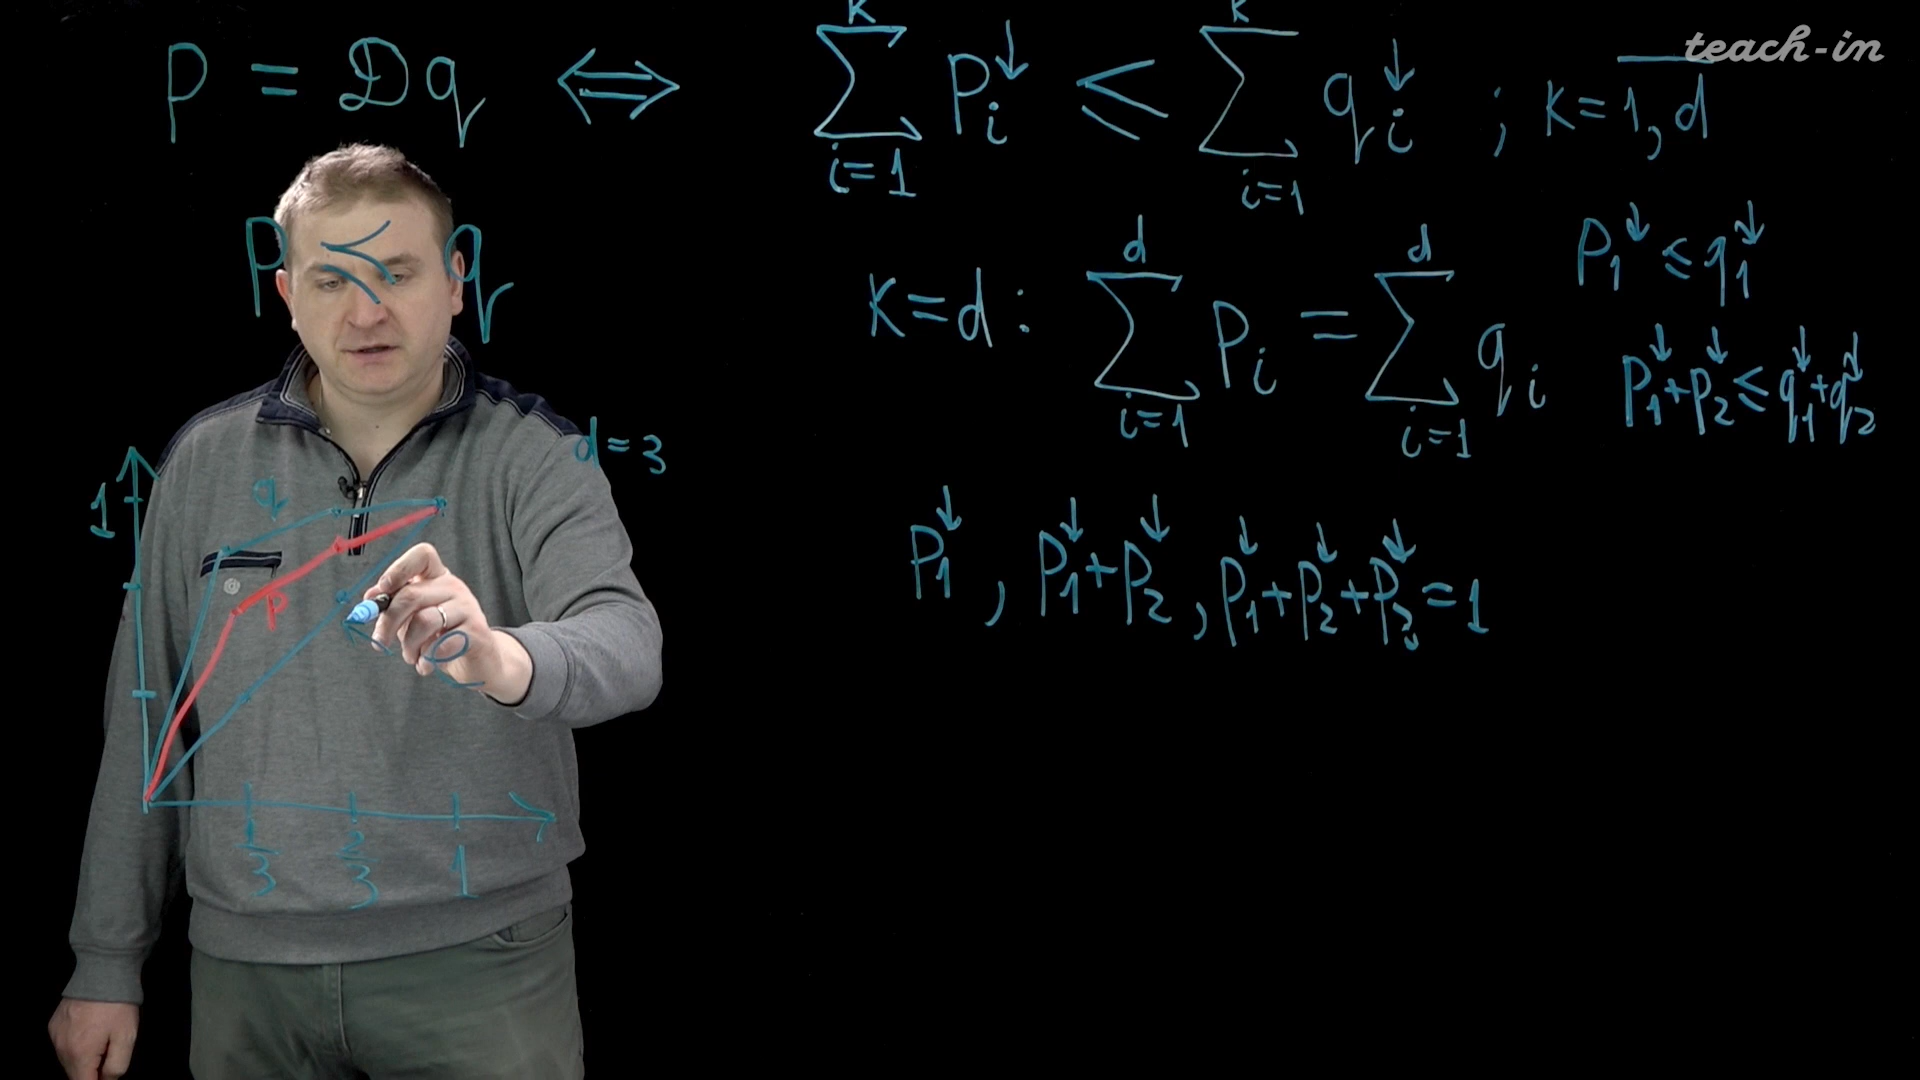 teach-in
p = Dq ⇔ ∑_{i=1}^{K} P_i^↓ ≤ ∑_{i=1}^{K} q_i^↓ ; K = \overline{1, d}
P ≺ q
P_1^↓ ≤ q_1^↓
K=d : ∑_{i=1}^{d} P_i = ∑_{i=1}^{d} q_i
P_1^↓ + P_2^↓ ≤ q_1^↓ + q_2^↓
d = 3
1
q
p
P_1^↓ , P_1^↓ + P_2^↓ , P_1^↓ + P_2^↓ + P_3^↓ = 1
1/3 2/3 1